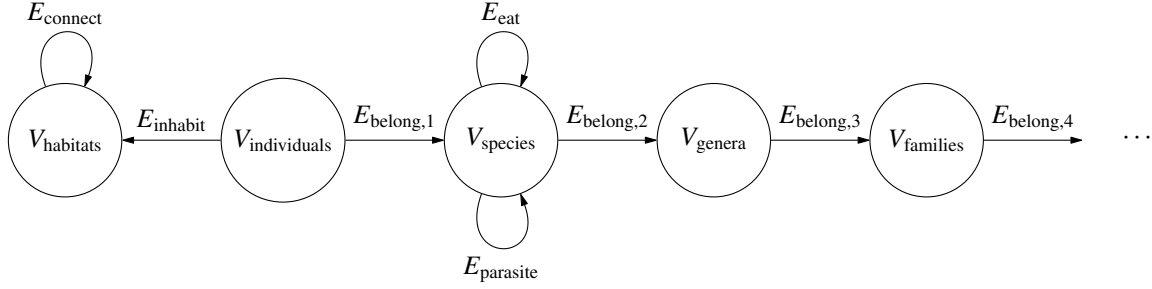 E_connect
E_eat
V_habitats
E_inhabit
V_individuals
E_belong,1
V_species
E_belong,2
V_genera
E_belong,3
V_families
E_belong,4
...
E_parasite